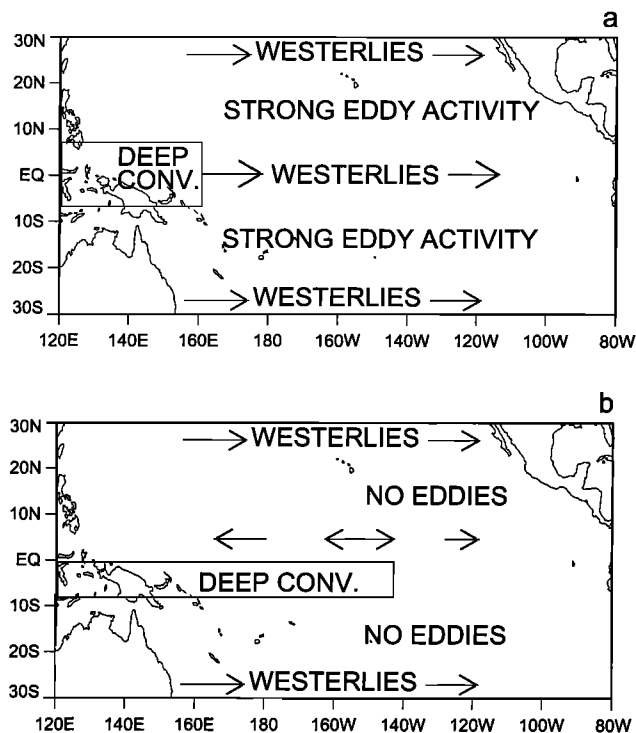 a
30N
WESTERLIES
20N
STRONG EDDY ACTIVITY
10N
DEEP
CONV.
EQ
WESTERLIES
10S
STRONG EDDY ACTIVITY
20S
30S
WESTERLIES
120E 140E 160E 180 160W 140W 120W 100W 80W
b
30N
WESTERLIES
20N
NO EDDIES
10N
EQ
DEEP CONV.
10S
NO EDDIES
20S
30S
WESTERLIES
120E 140E 160E 180 160W 140W 120W 100W 80W